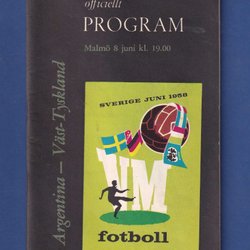 officiellt
PROGRAM
Malmö 8 juni kl. 19.00
Argentina — Väst-Tyskland
SVERIGE JUNI 1958
VM
fotboll